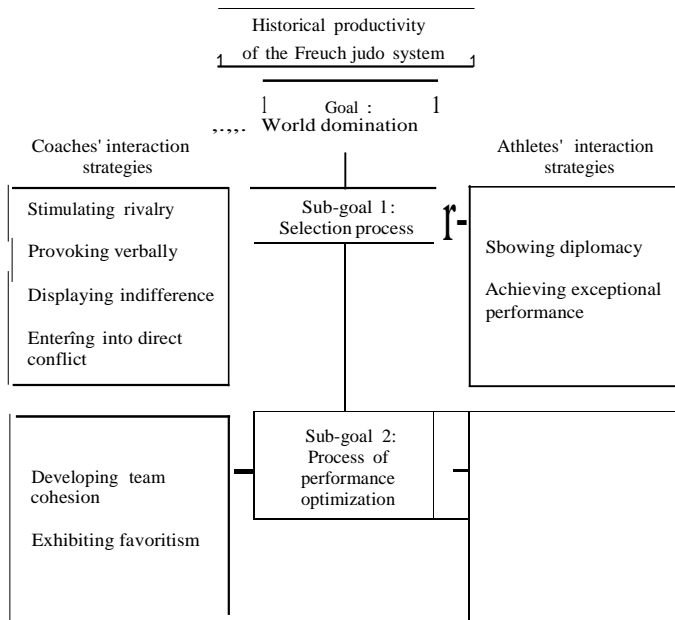 Historical productivity
of the Freuch judo system
Goal :
World domination
Coaches' interaction
strategies
Athletes' interaction
strategies
Stimulating rivalry
Provoking verbally
Displaying indifference
Enterîng into direct
conflict
Sub-goal 1:
Selection process
Sbowing diplomacy
Achieving exceptional
performance
Sub-goal 2:
Process of
performance
optimization
Developing team
cohesion
Exhibiting favoritism